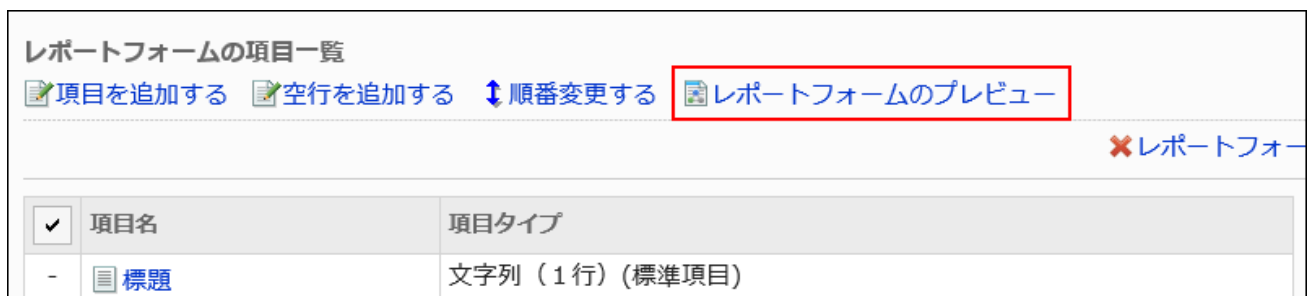 レポートフォームの項目一覧
項目を追加する 空行を追加する 順番変更する レポートフォームのプレビュー
レポートフォー
項目名 項目タイプ
- 標題 文字列（１行）(標準項目)